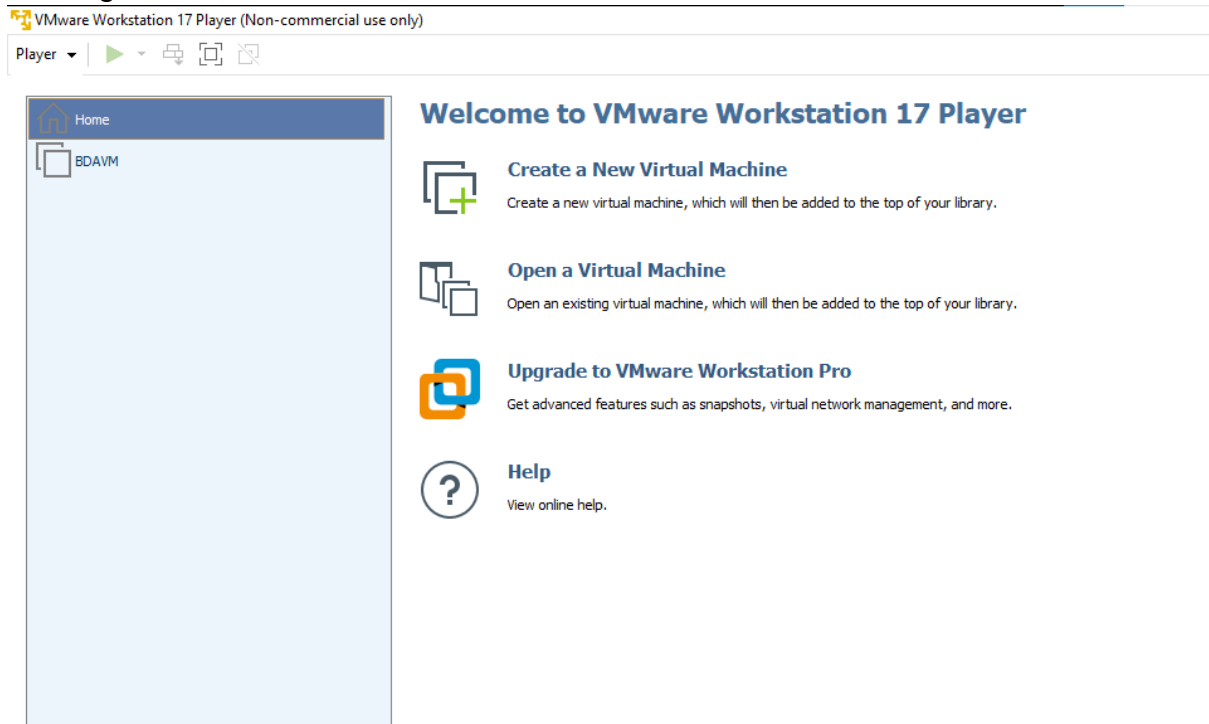 VMware Workstation 17 Player (Non-commercial use only)
Player
Home
BDAVM
Welcome to VMware Workstation 17 Player
Create a New Virtual Machine
Create a new virtual machine, which will then be added to the top of your library.
Open a Virtual Machine
Open an existing virtual machine, which will then be added to the top of your library.
Upgrade to VMware Workstation Pro
Get advanced features such as snapshots, virtual network management, and more.
Help
View online help.